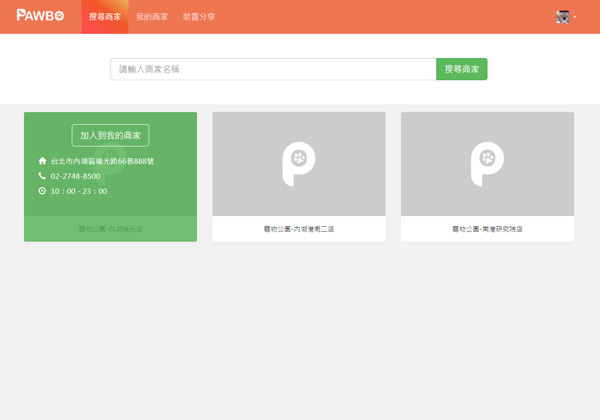 PAWBO
搜尋商家
我的商家
裝置分享
請輸入商家名稱
搜尋商家
加入到我的商家
台北市內湖區瑞光路66巷888號
02-2748-8500
10：00 - 23：00
寵物公園-內湖瑞光店
寵物公園-內湖港墘二店
寵物公園-南港研究院店